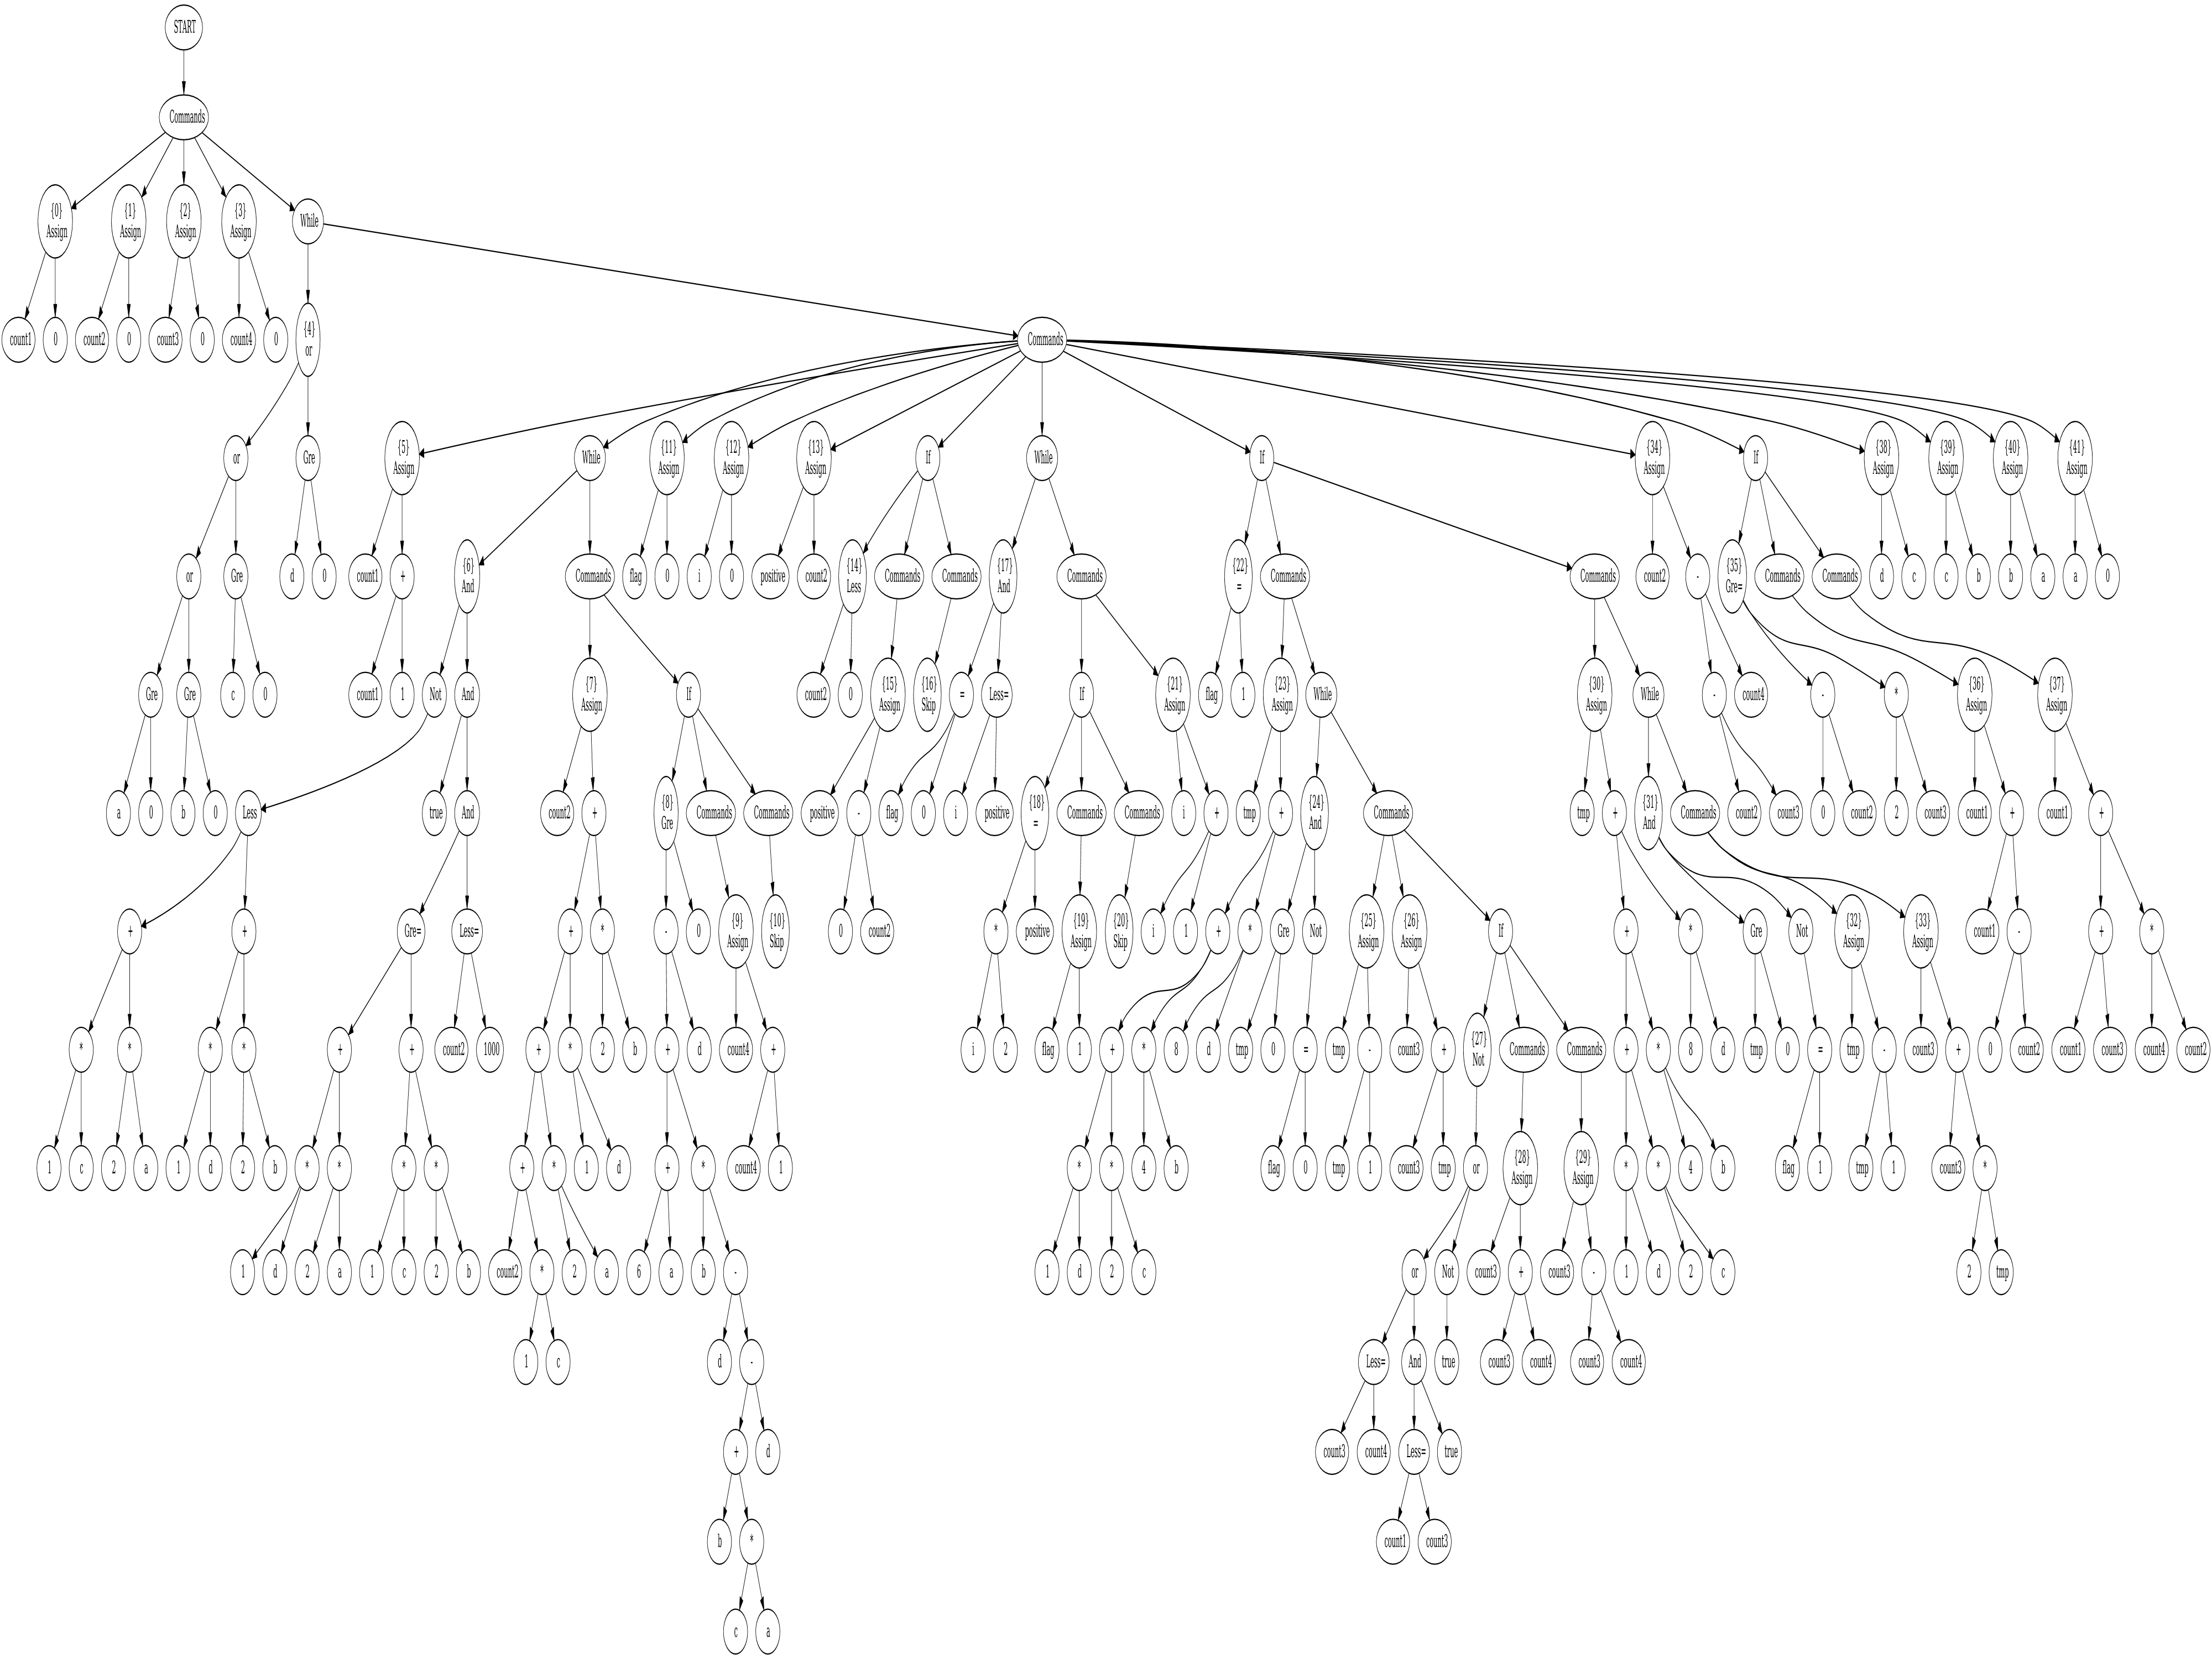 START
Commands
{0}
Assign
{1}
Assign
{2}
Assign
{3}
Assign
While
count1 0 count2 0 count3 0 count4 0
{4}
or
Commands
or Gre
{5}
Assign
While
{11}
Assign
{12}
Assign
{13}
Assign
If While If
{34}
Assign
If
{38}
Assign
{39}
Assign
{40}
Assign
{41}
Assign
or Gre d 0 count1 +
{6}
And
Commands flag 0 i 0 positive count2
{14}
Less
Commands Commands
{17}
And
Commands
{22}
=
Commands Commands count2 -
{35}
Gre=
Commands Commands d c c b b a a 0
Gre Gre c 0 count1 1 Not And
{7}
Assign
If count2 0
{15}
Assign
{16}
Skip
= Less= If
{21}
Assign
flag 1
{23}
Assign
While
{30}
Assign
While - count4 - *
{36}
Assign
{37}
Assign
a 0 b 0 Less true And count2 +
{8}
Gre
Commands Commands positive - flag 0 i positive
{18}
=
Commands Commands i + tmp +
{24}
And
Commands tmp +
{31}
And
Commands count2 count3 0 count2 2 count3 count1 + count1 +
+ + Gre= Less= + * - 0
{9}
Assign
{10}
Skip
0 count2 * positive
{19}
Assign
{20}
Skip
i 1 + * Gre Not
{25}
Assign
{26}
Assign
If + * Gre Not
{32}
Assign
{33}
Assign
count1 - + *
* * * * + + count2 1000 + * 2 b + d count4 + i 2 flag 1 + * 8 d tmp 0 = tmp - count3 +
{27}
Not
Commands Commands + * 8 d tmp 0 = tmp - count3 + 0 count2 count1 count3 count4 count2
1 c 2 a 1 d 2 b * * * * + * 1 d + * count4 1 * * 4 b flag 0 tmp 1 count3 tmp or
{28}
Assign
{29}
Assign
* * 4 b flag 1 tmp 1 count3 *
1 d 2 a 1 c 2 b count2 * 2 a 6 a b - 1 d 2 c or Not count3 + count3 - 1 d 2 c 2 tmp
1 c d - Less= And true count3 count4 count3 count4
+ d count3 count4 Less= true
b * count1 count3
c a